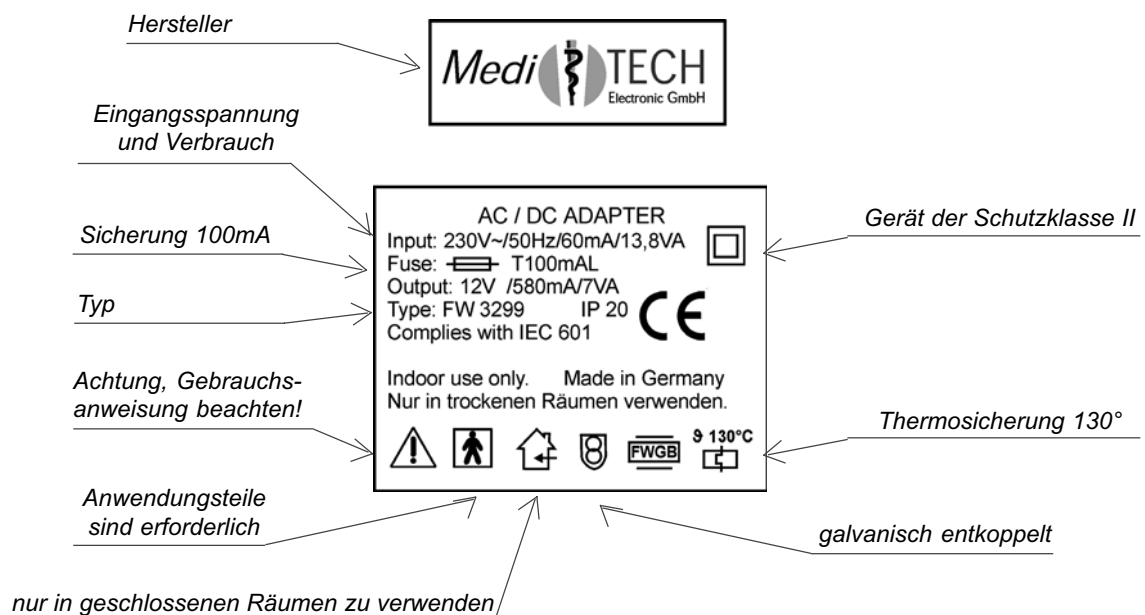 Hersteller
Medi TECH
Electronic GmbH
Eingangsspannung
und Verbrauch
Sicherung 100mA
Typ
Achtung, Gebrauchs-
anweisung beachten!
Anwendungsteile
sind erforderlich
nur in geschlossenen Räumen zu verwenden
AC / DC ADAPTER
Input: 230V~/50Hz/60mA/13,8VA
Fuse: T100mAL
Output: 12V /580mA/7VA
Type: FW 3299 IP 20
CE
Complies with IEC 601
Indoor use only. Made in Germany
Nur in trockenen Räumen verwenden.
FWGB
ϑ 130°C
Gerät der Schutzklasse II
Thermosicherung 130°
galvanisch entkoppelt